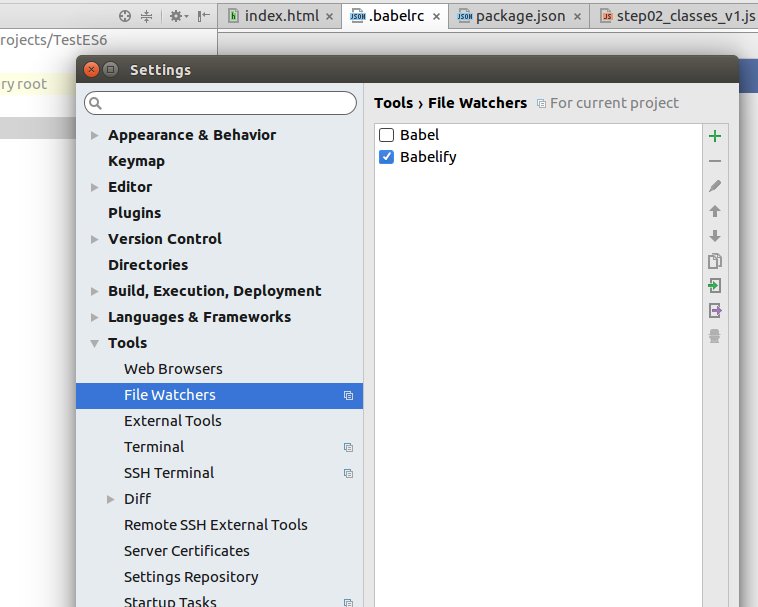 index.html
.babelrc
package.json
step02_classes_v1.js
rojects/TestES6
Settings
ry root
Tools › File Watchers For current project
Appearance & Behavior
Keymap
Editor
Plugins
Version Control
Directories
Build, Execution, Deployment
Languages & Frameworks
Tools
Web Browsers
File Watchers
External Tools
Terminal
SSH Terminal
Diff
Remote SSH External Tools
Server Certificates
Settings Repository
Startup Tasks
Babel
Babelify